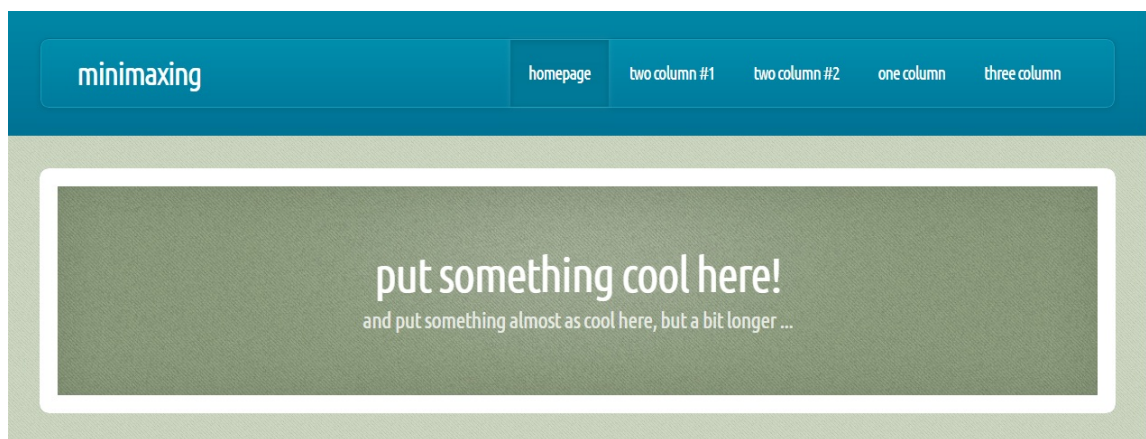 minimaxing
homepage two column #1 two column #2 one column three column
put something cool here!
and put something almost as cool here, but a bit longer ...